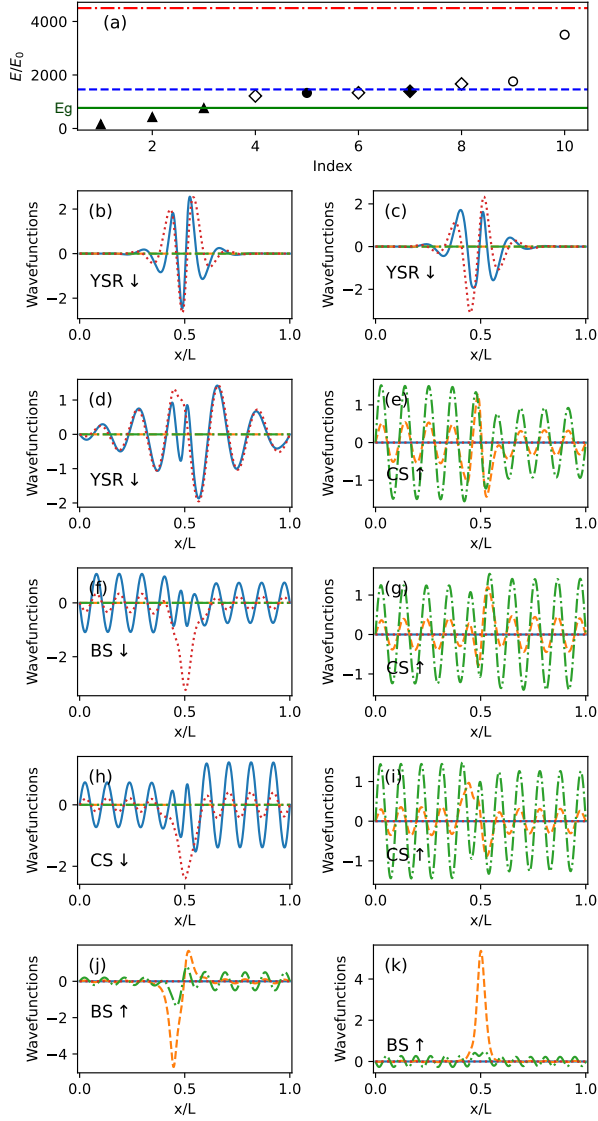 (a)
E/E₀
4000
2000
Eg
0
2 4 6 8 10
Index
(b)
Wavefunctions
2
0
−2
YSR ↓
0.0 0.5 1.0
x/L
(c)
Wavefunctions
2
0
−2
YSR ↓
0.0 0.5 1.0
x/L
(d)
Wavefunctions
1
0
−1
−2
YSR ↓
0.0 0.5 1.0
x/L
(e)
Wavefunctions
1
0
−1
CS ↑
0.0 0.5 1.0
x/L
(f)
Wavefunctions
0
−2
BS ↓
0.0 0.5 1.0
x/L
(g)
Wavefunctions
1
0
−1
CS ↑
0.0 0.5 1.0
x/L
(h)
Wavefunctions
0
−2
CS ↓
0.0 0.5 1.0
x/L
(i)
Wavefunctions
1
0
−1
CS ↑
0.0 0.5 1.0
x/L
(j)
Wavefunctions
0
−2
−4
BS ↑
0.0 0.5 1.0
x/L
(k)
Wavefunctions
4
2
0
BS ↑
0.0 0.5 1.0
x/L